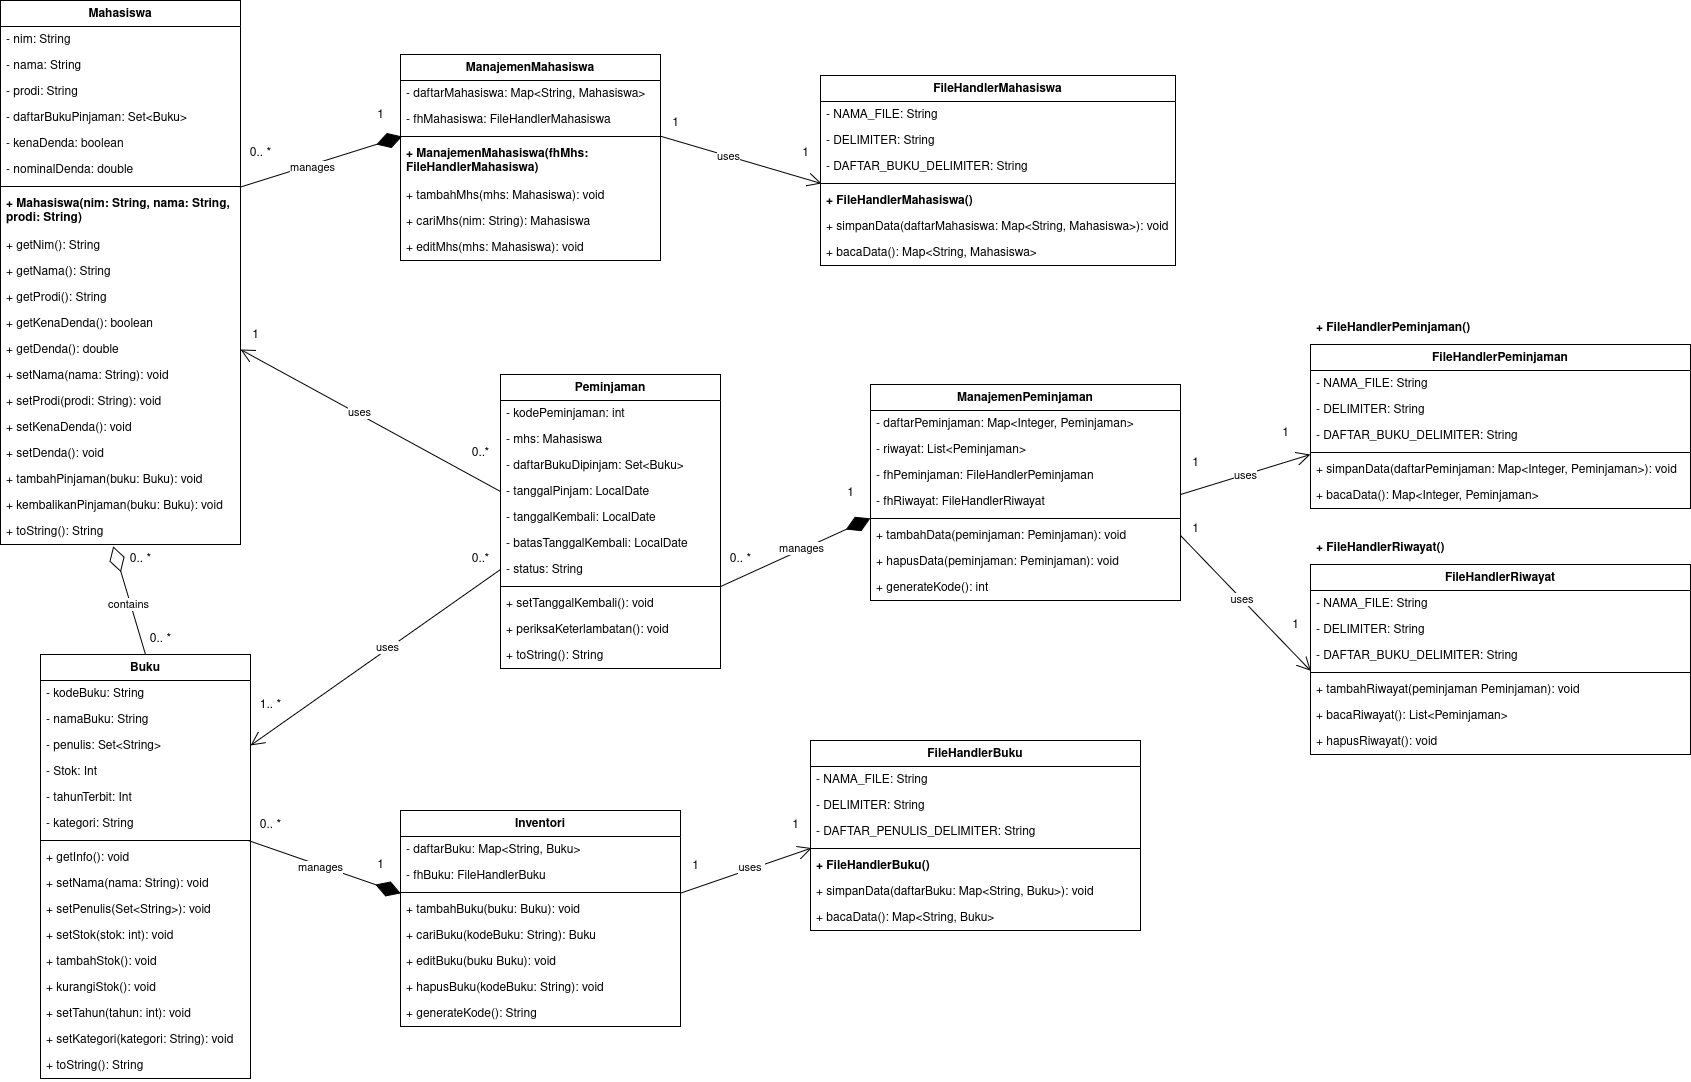 Mahasiswa
- nim: String
- nama: String
- prodi: String
- daftarBukuPinjaman: Set<Buku>
- kenaDenda: boolean
- nominalDenda: double
+ Mahasiswa(nim: String, nama: String,
prodi: String)
+ getNim(): String
+ getNama(): String
+ getProdi(): String
+ getKenaDenda(): boolean
+ getDenda(): double
+ setNama(nama: String): void
+ setProdi(prodi: String): void
+ setKenaDenda(): void
+ setDenda(): void
+ tambahPinjaman(buku: Buku): void
+ kembalikanPinjaman(buku: Buku): void
+ toString(): String
0.. *
manages
1
ManajemenMahasiswa
- daftarMahasiswa: Map<String, Mahasiswa>
- fhMahasiswa: FileHandlerMahasiswa
+ ManajemenMahasiswa(fhMhs:
FileHandlerMahasiswa)
+ tambahMhs(mhs: Mahasiswa): void
+ cariMhs(nim: String): Mahasiswa
+ editMhs(mhs: Mahasiswa): void
1
uses
1
FileHandlerMahasiswa
- NAMA_FILE: String
- DELIMITER: String
- DAFTAR_BUKU_DELIMITER: String
+ FileHandlerMahasiswa()
+ simpanData(daftarMahasiswa: Map<String, Mahasiswa>): void
+ bacaData(): Map<String, Mahasiswa>
1
uses
0..*
Peminjaman
- kodePeminjaman: int
- mhs: Mahasiswa
- daftarBukuDipinjam: Set<Buku>
- tanggalPinjam: LocalDate
- tanggalKembali: LocalDate
- batasTanggalKembali: LocalDate
- status: String
+ setTanggalKembali(): void
+ periksaKeterlambatan(): void
+ toString(): String
0..*
uses
1.. *
0.. *
manages
1
ManajemenPeminjaman
- daftarPeminjaman: Map<Integer, Peminjaman>
- riwayat: List<Peminjaman>
- fhPeminjaman: FileHandlerPeminjaman
- fhRiwayat: FileHandlerRiwayat
+ tambahData(peminjaman: Peminjaman): void
+ hapusData(peminjaman: Peminjaman): void
+ generateKode(): int
1
uses
1
+ FileHandlerPeminjaman()
FileHandlerPeminjaman
- NAMA_FILE: String
- DELIMITER: String
- DAFTAR_BUKU_DELIMITER: String
+ simpanData(daftarPeminjaman: Map<Integer, Peminjaman>): void
+ bacaData(): Map<Integer, Peminjaman>
1
uses
1
+ FileHandlerRiwayat()
FileHandlerRiwayat
- NAMA_FILE: String
- DELIMITER: String
- DAFTAR_BUKU_DELIMITER: String
+ tambahRiwayat(peminjaman Peminjaman): void
+ bacaRiwayat(): List<Peminjaman>
+ hapusRiwayat(): void
0.. *
contains
0.. *
Buku
- kodeBuku: String
- namaBuku: String
- penulis: Set<String>
- Stok: Int
- tahunTerbit: Int
- kategori: String
+ getInfo(): void
+ setNama(nama: String): void
+ setPenulis(Set<String>): void
+ setStok(stok: int): void
+ tambahStok(): void
+ kurangiStok(): void
+ setTahun(tahun: int): void
+ setKategori(kategori: String): void
+ toString(): String
0.. *
manages
1
Inventori
- daftarBuku: Map<String, Buku>
- fhBuku: FileHandlerBuku
+ tambahBuku(buku: Buku): void
+ cariBuku(kodeBuku: String): Buku
+ editBuku(buku Buku): void
+ hapusBuku(kodeBuku: String): void
+ generateKode(): String
1
uses
1
FileHandlerBuku
- NAMA_FILE: String
- DELIMITER: String
- DAFTAR_PENULIS_DELIMITER: String
+ FileHandlerBuku()
+ simpanData(daftarBuku: Map<String, Buku>): void
+ bacaData(): Map<String, Buku>